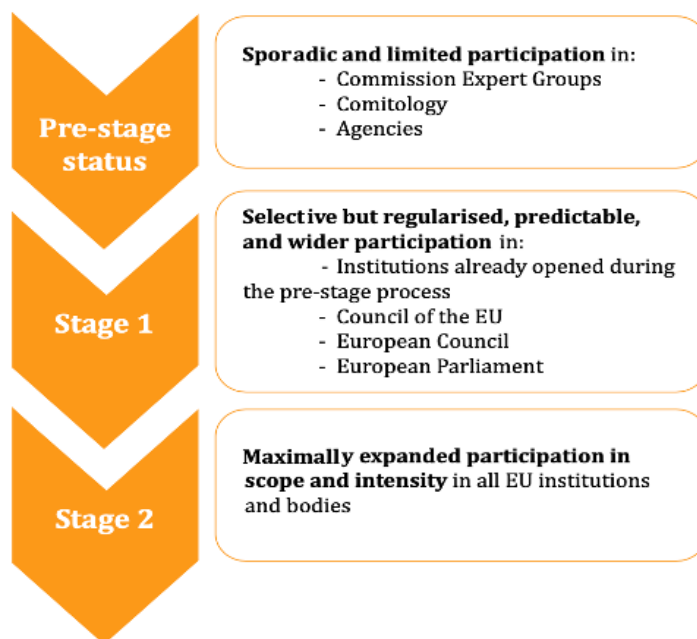 Pre-stage
status
Sporadic and limited participation in:
- Commission Expert Groups
- Comitology
- Agencies
Stage 1
Selective but regularised, predictable,
and wider participation in:
- Institutions already opened during
the pre-stage process
- Council of the EU
- European Council
- European Parliament
Stage 2
Maximally expanded participation in
scope and intensity in all EU institutions
and bodies